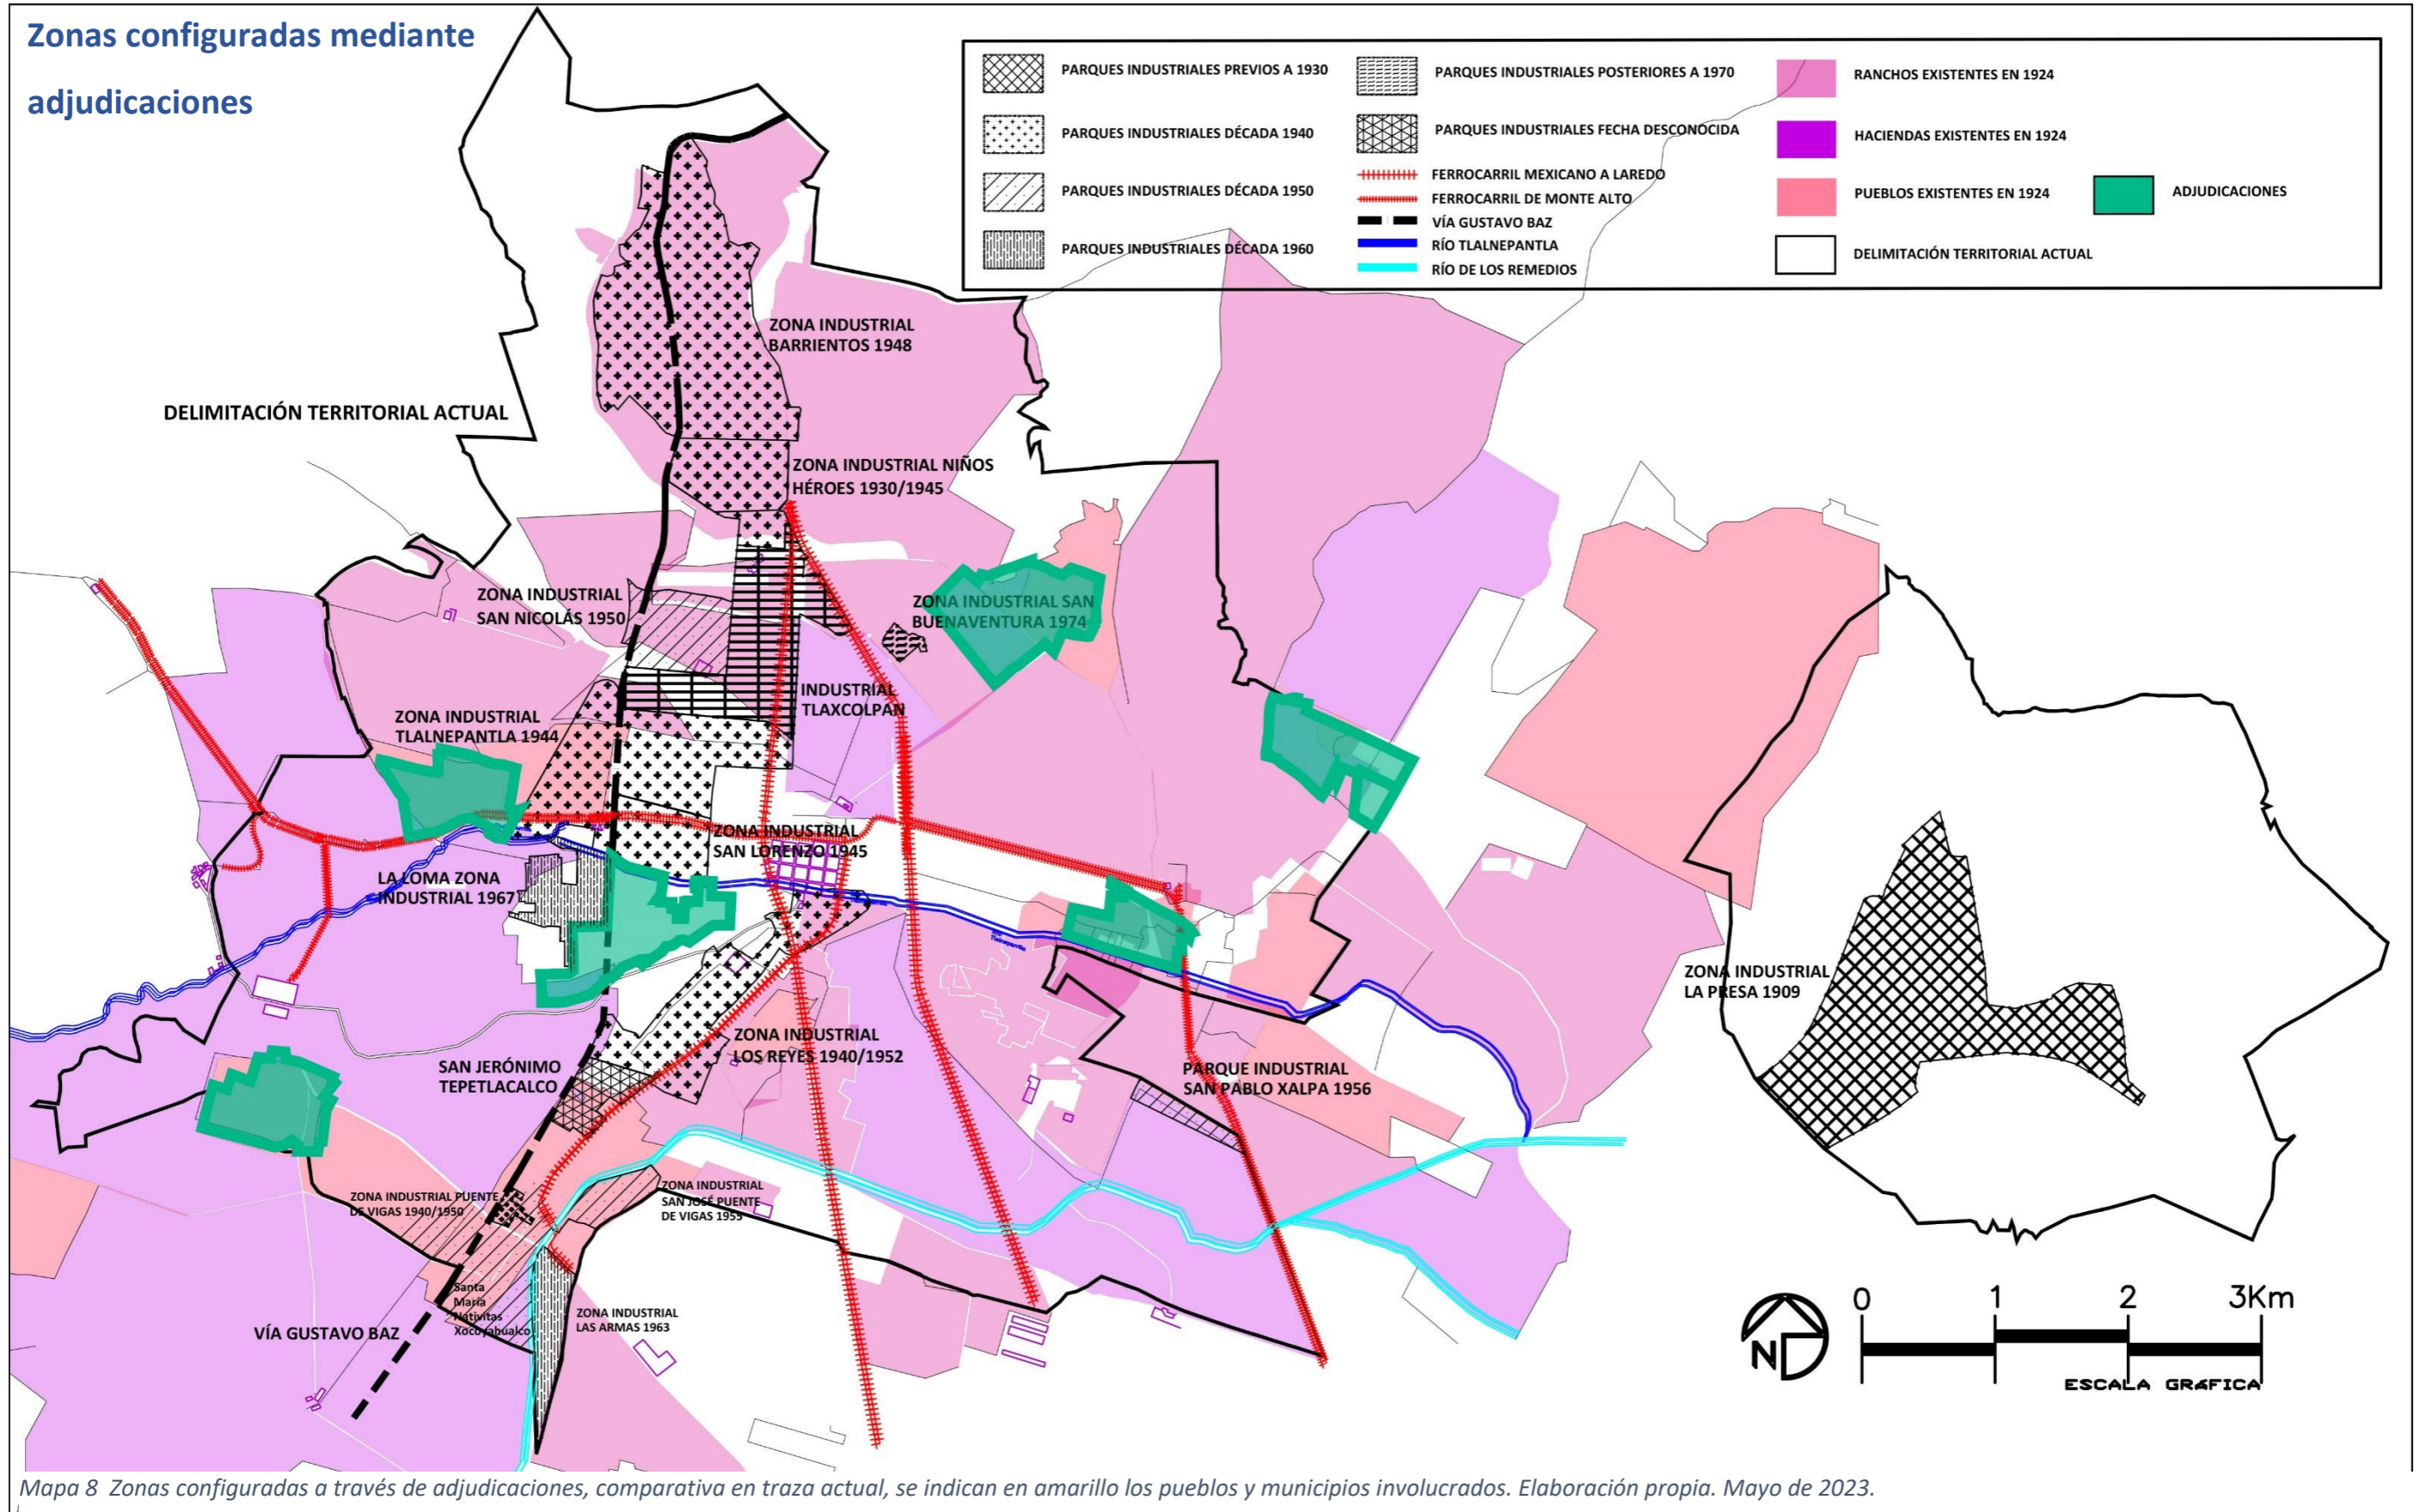 Zonas configuradas mediante
adjudicaciones
PARQUES INDUSTRIALES PREVIOS A 1930
PARQUES INDUSTRIALES DÉCADA 1940
PARQUES INDUSTRIALES DÉCADA 1950
PARQUES INDUSTRIALES DÉCADA 1960
PARQUES INDUSTRIALES POSTERIORES A 1970
PARQUES INDUSTRIALES FECHA DESCONOCIDA
FERROCARRIL MEXICANO A LAREDO
FERROCARRIL DE MONTE ALTO
VÍA GUSTAVO BAZ
RÍO TLALNEPANTLA
RÍO DE LOS REMEDIOS
RANCHOS EXISTENTES EN 1924
HACIENDAS EXISTENTES EN 1924
PUEBLOS EXISTENTES EN 1924
DELIMITACIÓN TERRITORIAL ACTUAL
ADJUDICACIONES
ZONA INDUSTRIAL
BARRIENTOS 1948
DELIMITACIÓN TERRITORIAL ACTUAL
ZONA INDUSTRIAL NIÑOS
HÉROES 1930/1945
ZONA INDUSTRIAL
SAN NICOLÁS 1950
ZONA INDUSTRIAL SAN
BUENAVENTURA 1974
INDUSTRIAL
TLAXCOLPAN
ZONA INDUSTRIAL
TLALNEPANTLA 1944
ZONA INDUSTRIAL
SAN LORENZO 1945
LA LOMA ZONA
INDUSTRIAL 1967
ZONA INDUSTRIAL
LA PRESA 1909
ZONA INDUSTRIAL
LOS REYES 1940/1952
SAN JERÓNIMO
TEPETLACALCO
PARQUE INDUSTRIAL
SAN PABLO XALPA 1956
ZONA INDUSTRIAL PUENTE
DE VIGAS 1940/1950
ZONA INDUSTRIAL
SAN JOSÉ PUENTE
DE VIGAS 1955
Santa
María
Nativitas
Xocoyahualco
ZONA INDUSTRIAL
LAS ARMAS 1963
VÍA GUSTAVO BAZ
N
0 1 2 3Km
ESCALA GRÁFICA
Mapa 8 Zonas configuradas a través de adjudicaciones, comparativa en traza actual, se indican en amarillo los pueblos y municipios involucrados. Elaboración propia. Mayo de 2023.